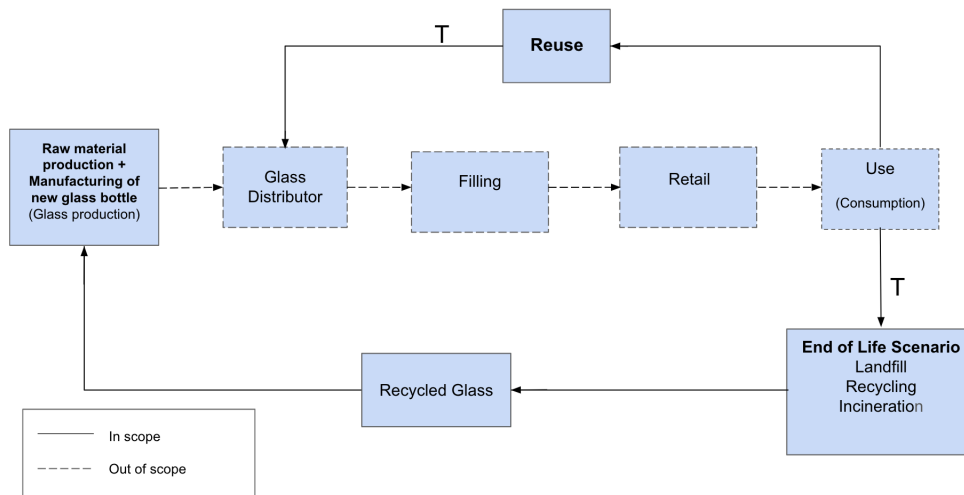 T
Reuse
Raw material
production +
Manufacturing of
new glass bottle
(Glass production)
Glass
Distributor
Filling
Retail
Use
(Consumption)
T
End of Life Scenario
Landfill
Recycling
Incineration
Recycled Glass
In scope
Out of scope